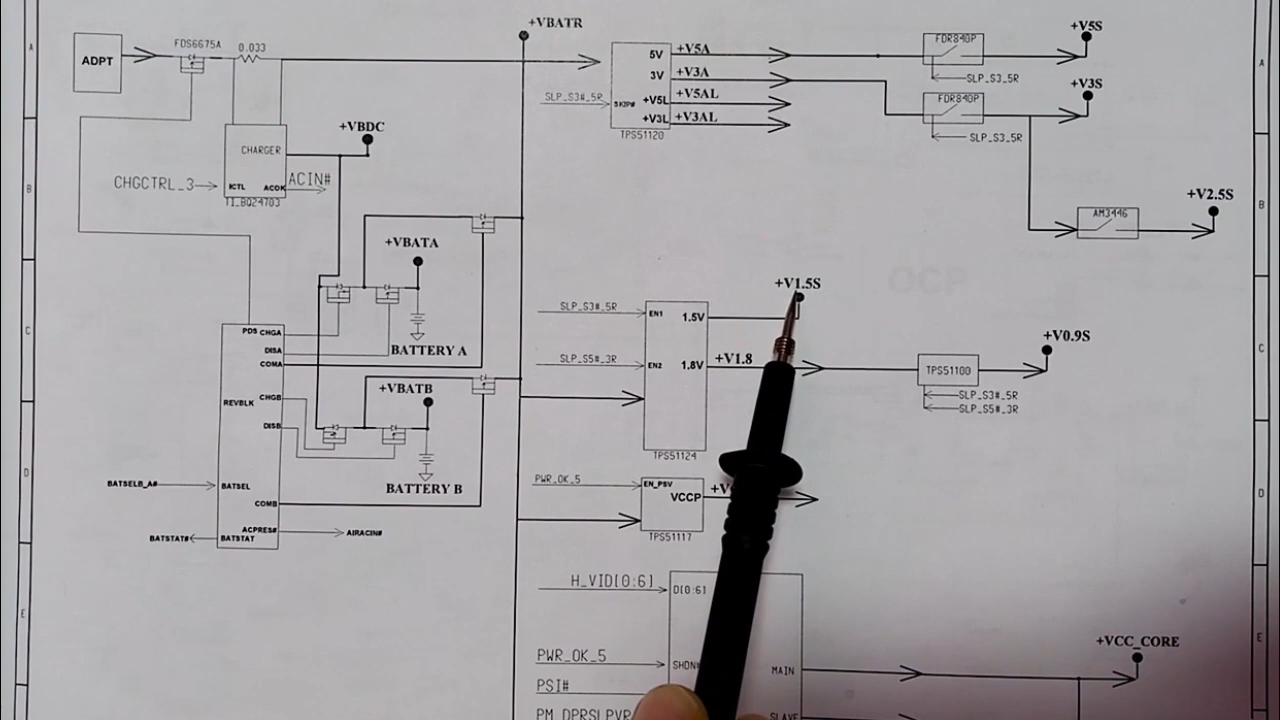 +VBATR
A
ADPT
FDS6675A
0.033
5V
+V5A
3V
+V3A
+V5L
+V5AL
+V3L
+V3AL
SLP_S3#_5R
SKIP#
TPS51120
FDR840P
SLP_S3_5R
+V5S
FDR840P
SLP_S3_5R
+V3S
A
+VBDC
CHARGER
CHGCTRL_3
ICTL
ACOK
ACIN#
TI_BQ24703
B
AM3446
+V2.5S
B
+VBATA
BATTERY A
+VBATB
BATTERY B
C
PDS
CHGA
DISA
COMA
REVBLK
CHGB
DISB
BATSELB_A#
BATSEL
COMB
ACPRES#
AIRACIN#
BATSTAT#
BATSTAT
D
+V1.5S
SLP_S3#_5R
EN1
1.5V
SLP_S5#_3R
EN2
1.8V
+V1.8
TPS51124
TPS51100
SLP_S3#_5R
SLP_S5#_3R
+V0.9S
C
PWR_OK_5
EN_PSV
VCCP
TPS51117
D
H_VID[0:6]
D[0:6]
PWR_OK_5
SHDN#
PSI#
PM_DPRSLPVR
MAIN
SLAVE
+VCC_CORE
E
E
OCP